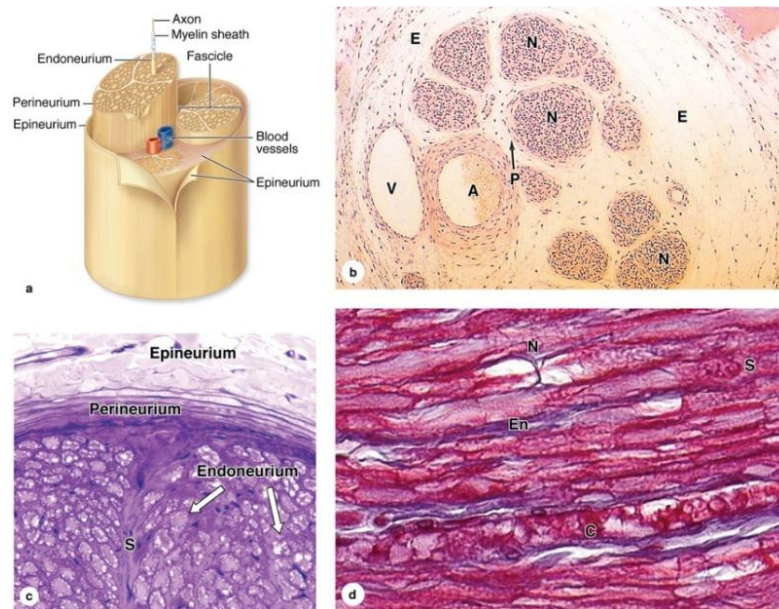 Axon
Myelin sheath
Endoneurium
Fascicle
Perineurium
Epineurium
Blood
vessels
Epineurium
a
E
N
N
E
V
A
P
N
b
Epineurium
Perineurium
Endoneurium
S
c
N
S
En
C
d